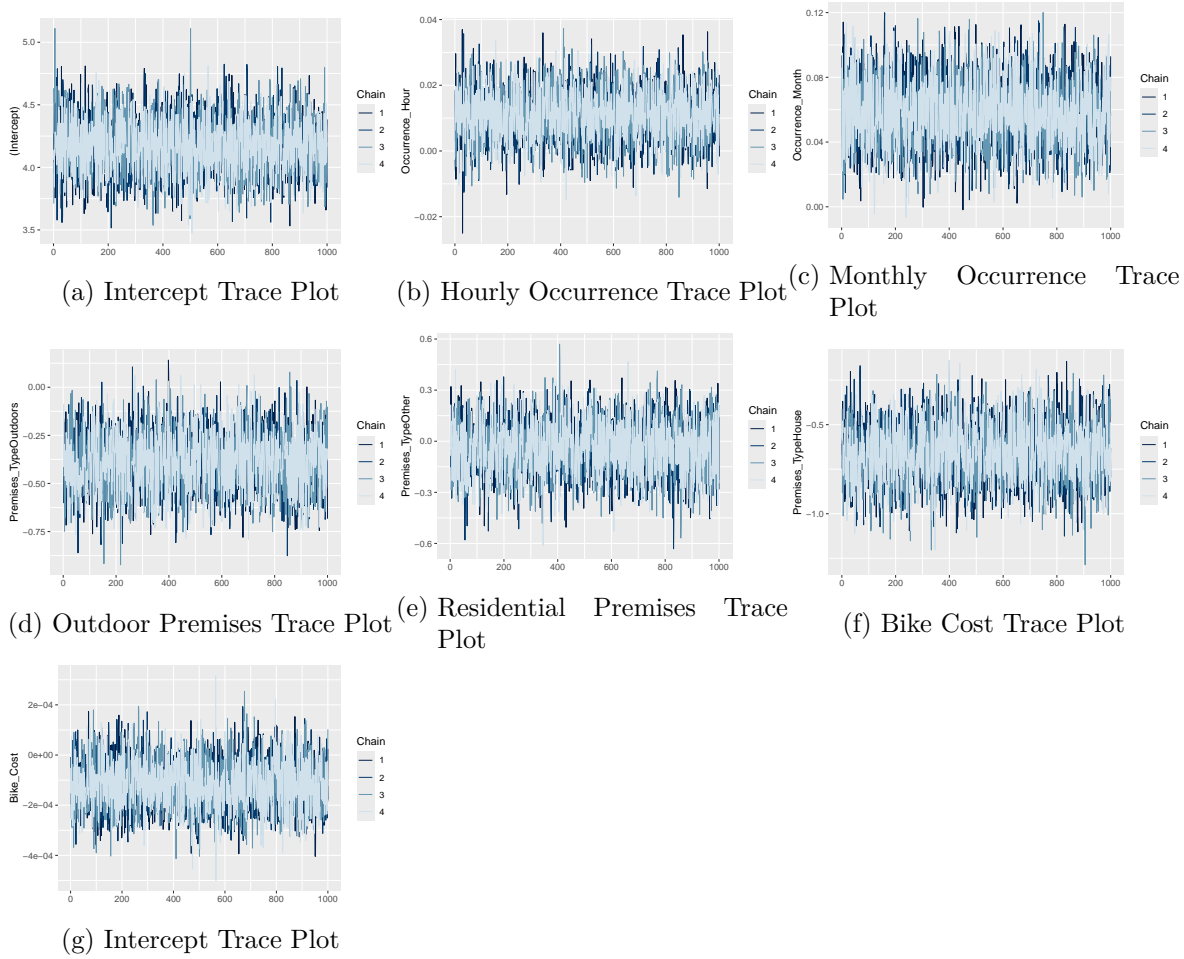 (Intercept)
5.0
4.5
4.0
3.5
0 200 400 600 800 1000
Chain
1
2
3
4
(a) Intercept Trace Plot
Occurrence_Hour
0.04
0.02
0.00
−0.02
0 200 400 600 800 1000
Chain
1
2
3
4
(b) Hourly Occurrence Trace Plot
Occurrence_Month
0.12
0.08
0.04
0.00
0 200 400 600 800 1000
Chain
1
2
3
4
(c) Monthly Occurrence Trace
Plot
Premises_TypeOutdoors
0.00
−0.25
−0.50
−0.75
0 200 400 600 800 1000
Chain
1
2
3
4
(d) Outdoor Premises Trace Plot
Premises_TypeOther
0.6
0.3
0.0
−0.3
−0.6
0 200 400 600 800 1000
Chain
1
2
3
4
(e) Residential Premises Trace
Plot
Premises_TypeHouse
−0.5
−1.0
0 200 400 600 800 1000
Chain
1
2
3
4
(f) Bike Cost Trace Plot
Bike_Cost
2e−04
0e+00
−2e−04
−4e−04
0 200 400 600 800 1000
Chain
1
2
3
4
(g) Intercept Trace Plot